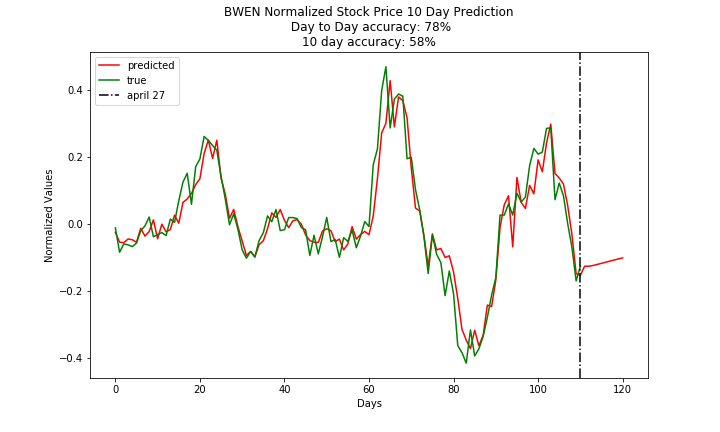 BWEN Normalized Stock Price 10 Day Prediction
Day to Day accuracy: 78%
10 day accuracy: 58%
predicted
true
april 27
Normalized Values
0.4
0.2
0.0
−0.2
−0.4
0 20 40 60 80 100 120
Days